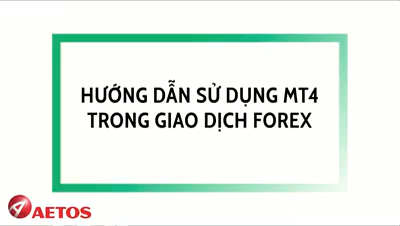 HƯỚNG DẪN SỬ DỤNG MT4
TRONG GIAO DỊCH FOREX
AETOS